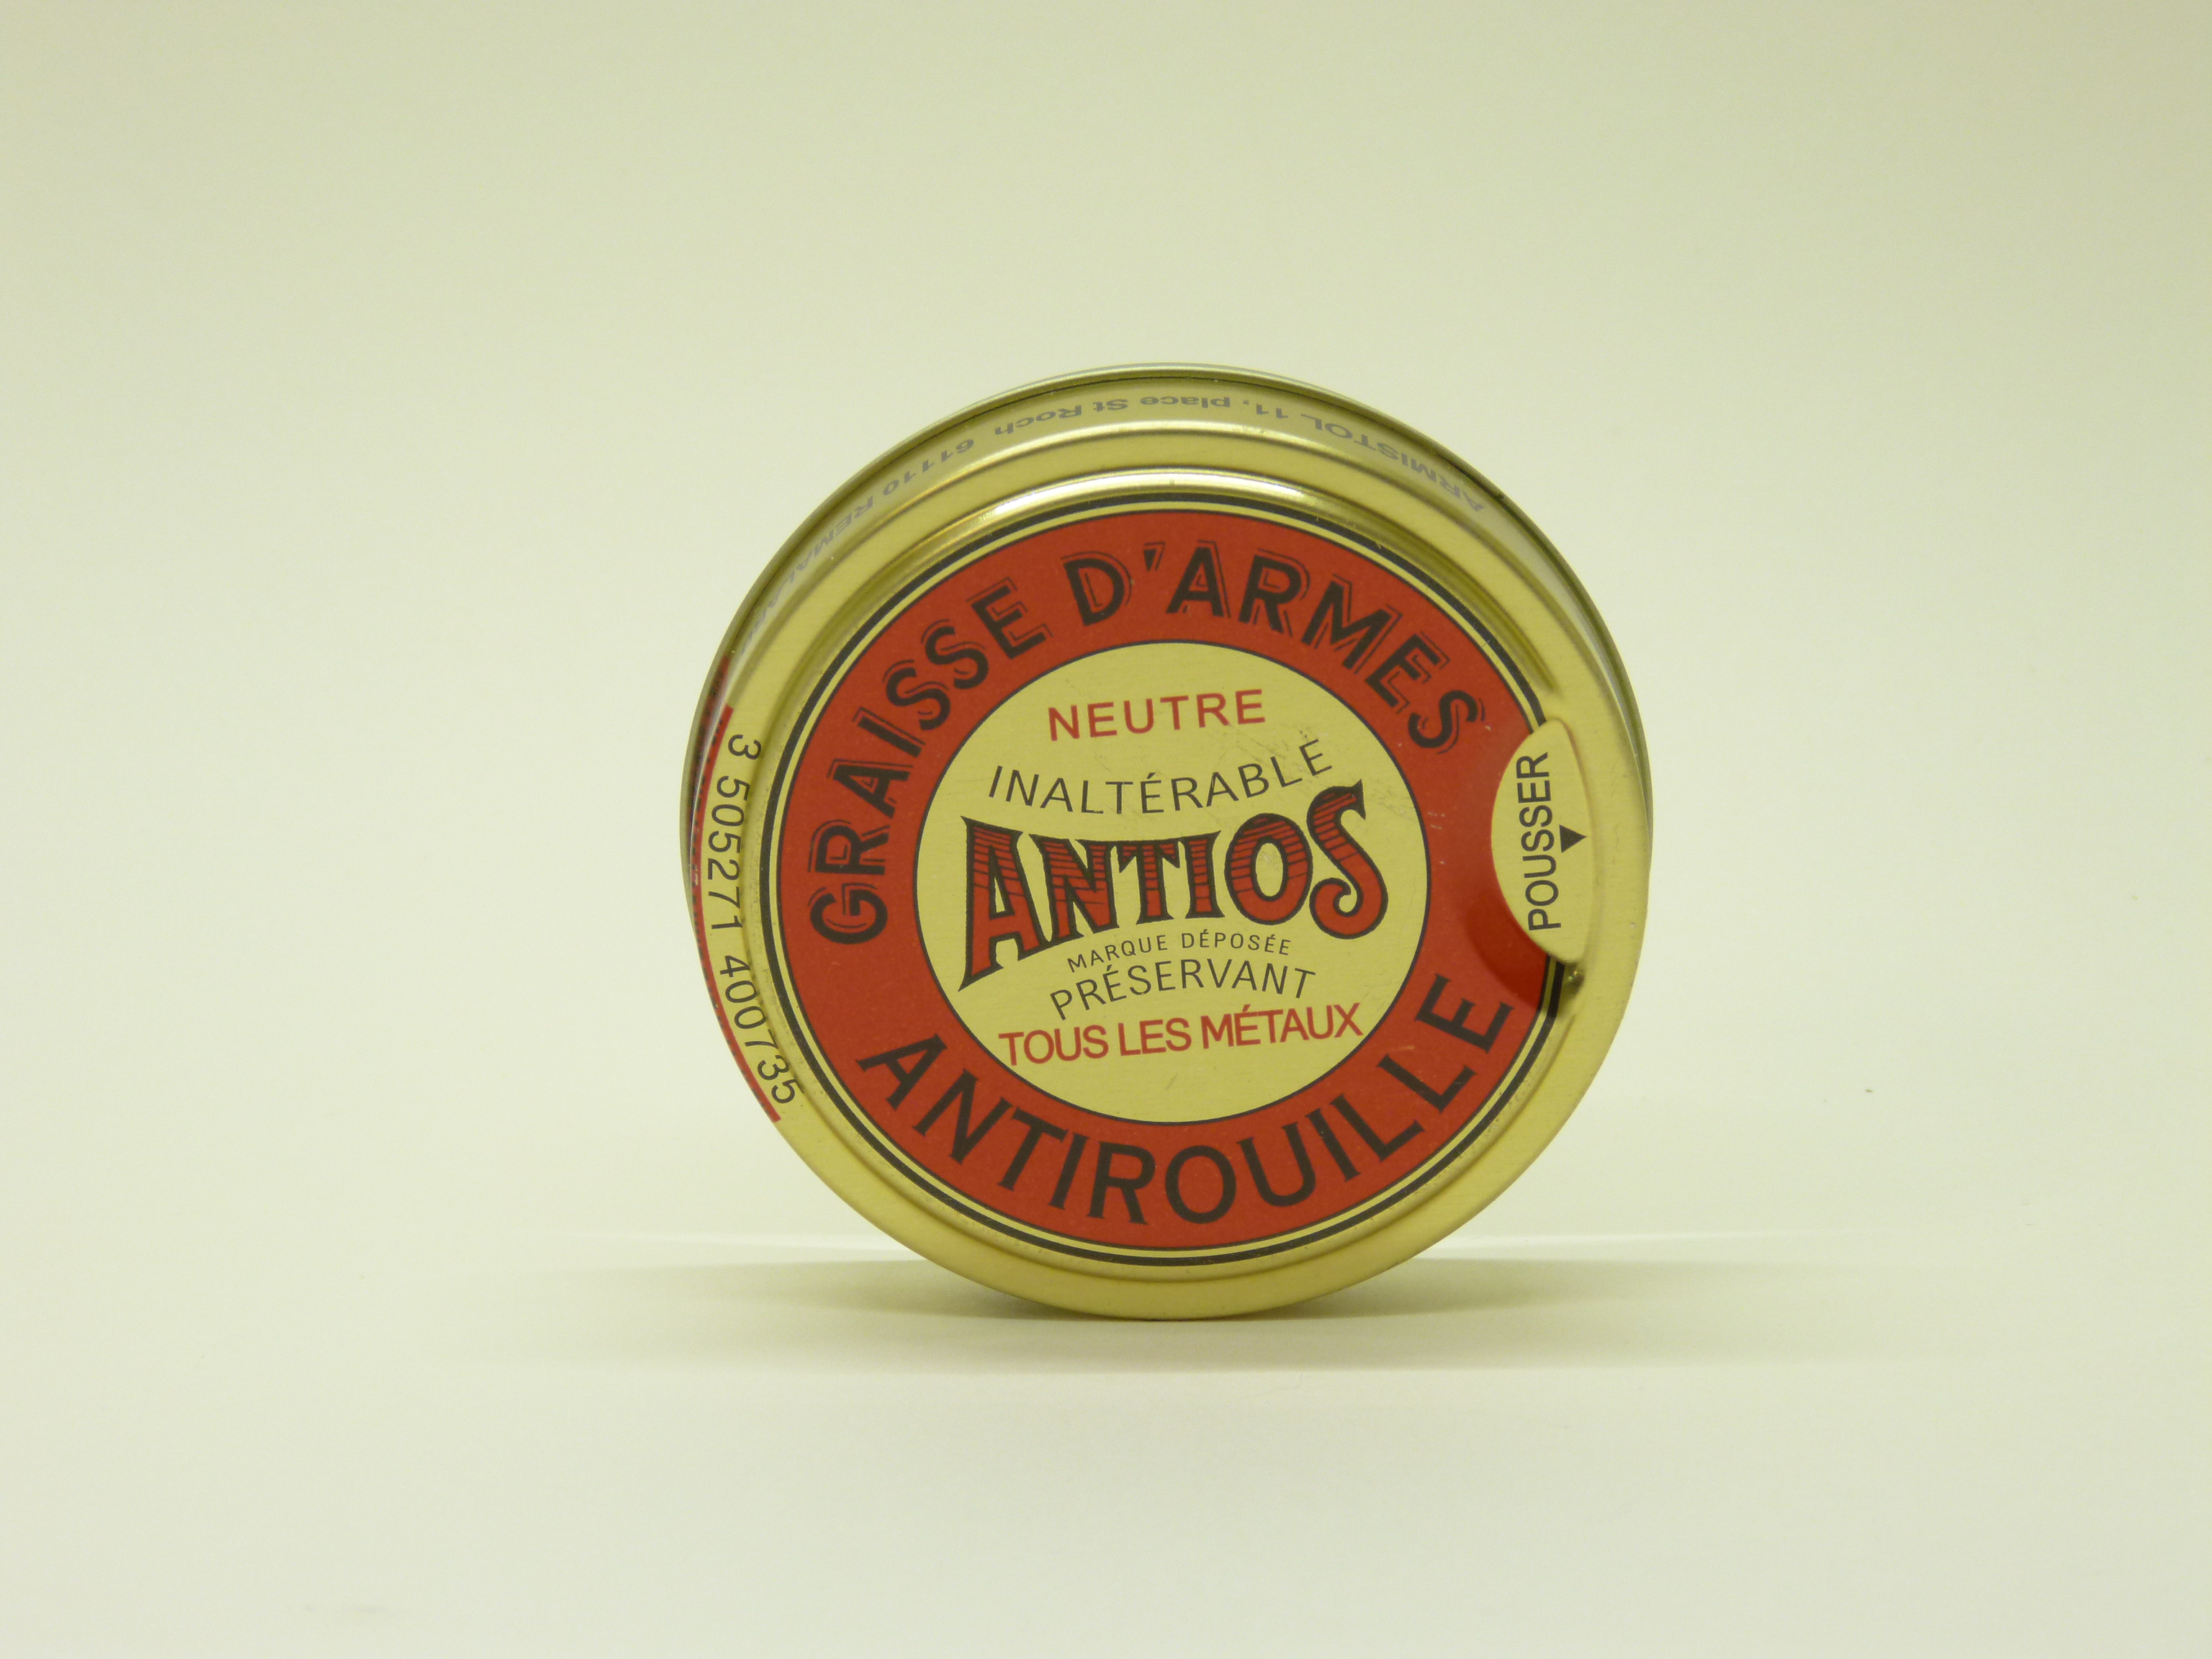 GRAISSE D'ARMES
NEUTRE
INALTÉRABLE
ANTIOS
MARQUE DÉPOSÉE
PRÉSERVANT
TOUS LES MÉTAUX
ANTIROUILLE
POUSSER
3 505271 400735
ARMISTOL 11, place St Roch 61110 REMALARD